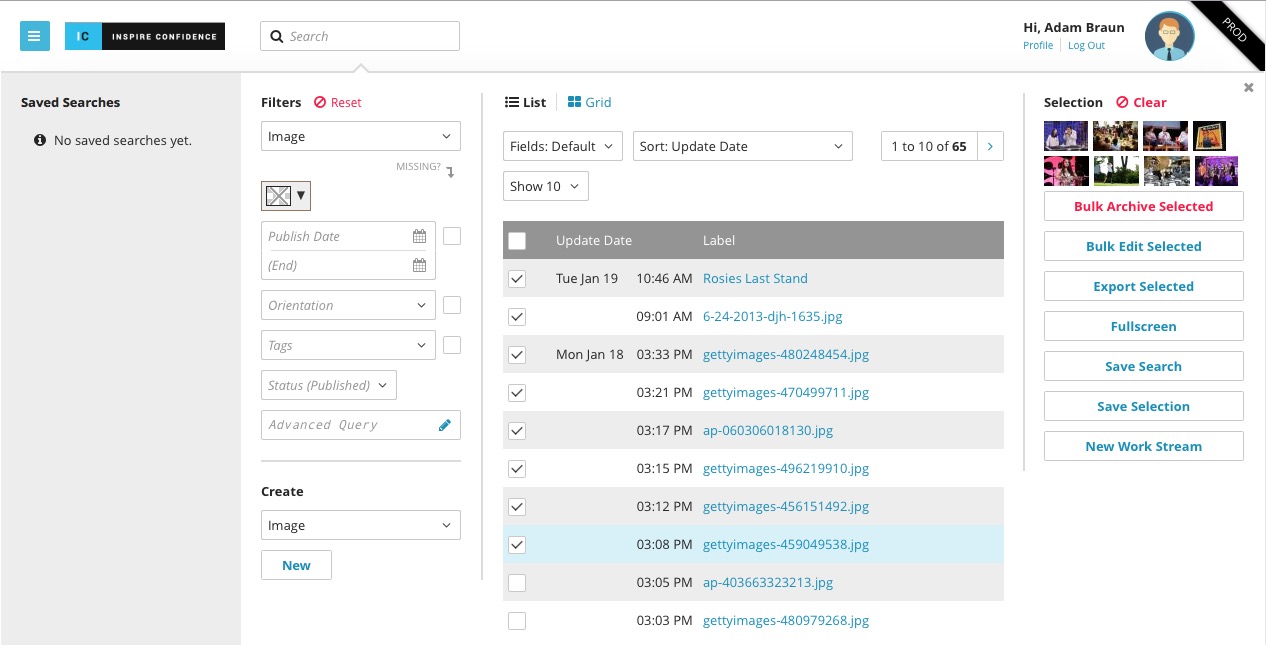 IC INSPIRE CONFIDENCE
Search
Hi, Adam Braun
Profile Log Out
PROD
Saved Searches
No saved searches yet.
Filters Reset
Image
MISSING?
Publish Date
(End)
Orientation
Tags
Status (Published)
Advanced Query
Create
Image
New
List Grid
Fields: Default Sort: Update Date 1 to 10 of 65
Show 10
Update Date Label
Tue Jan 19 10:46 AM Rosies Last Stand
09:01 AM 6-24-2013-djh-1635.jpg
Mon Jan 18 03:33 PM gettyimages-480248454.jpg
03:21 PM gettyimages-470499711.jpg
03:17 PM ap-060306018130.jpg
03:15 PM gettyimages-496219910.jpg
03:12 PM gettyimages-456151492.jpg
03:08 PM gettyimages-459049538.jpg
03:05 PM ap-403663323213.jpg
03:03 PM gettyimages-480979268.jpg
Selection Clear
Bulk Archive Selected
Bulk Edit Selected
Export Selected
Fullscreen
Save Search
Save Selection
New Work Stream